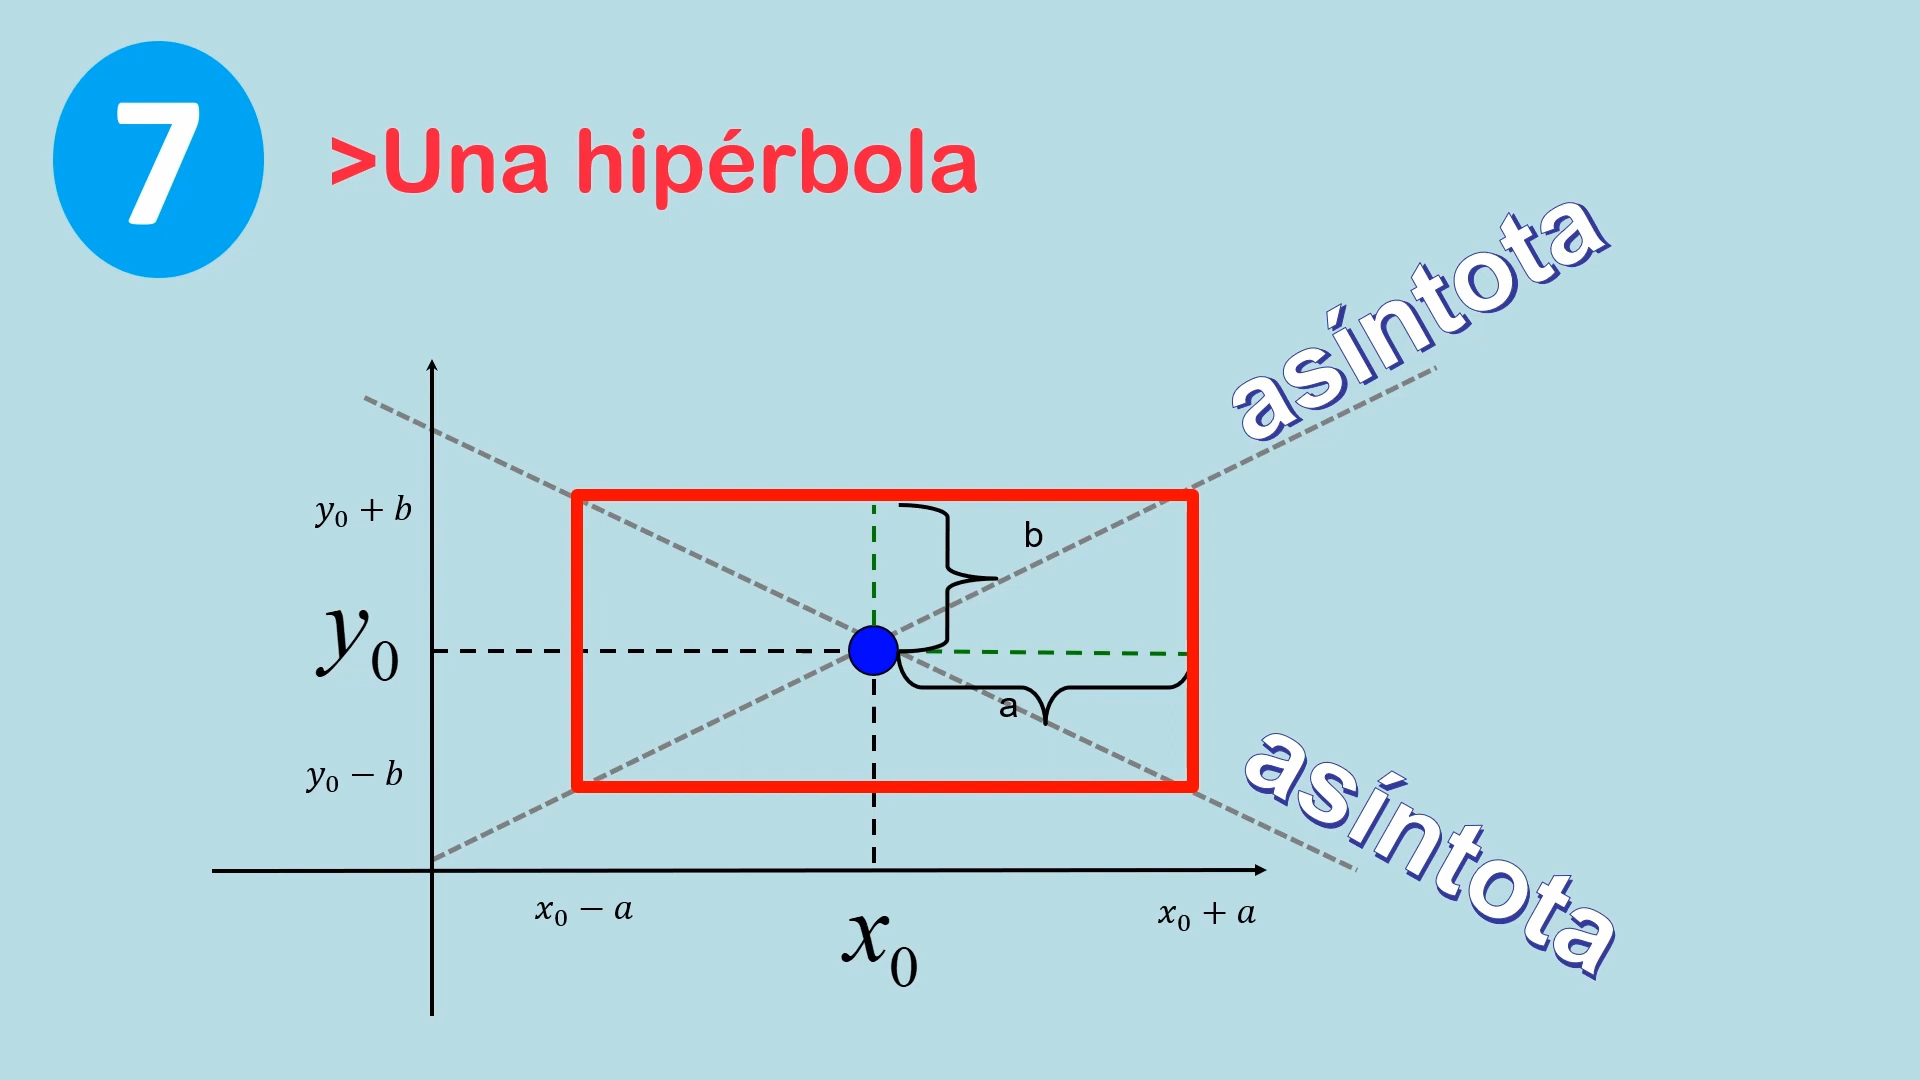 7
>Una hipérbola
asíntota
y₀ + b
b
y₀
a
y₀ − b
asíntota
x₀ − a
x₀
x₀ + a